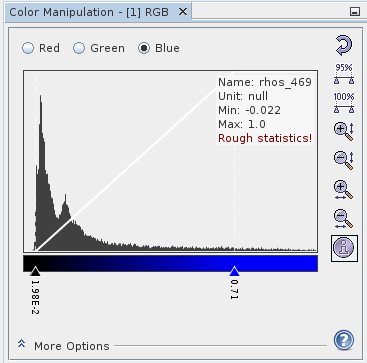 Color Manipulation - [1] RGB
Red
Green
Blue
Name: rhos_469
Unit: null
Min: -0.022
Max: 1.0
Rough statistics!
95%
100%
1.98E-2
0.71
More Options
?